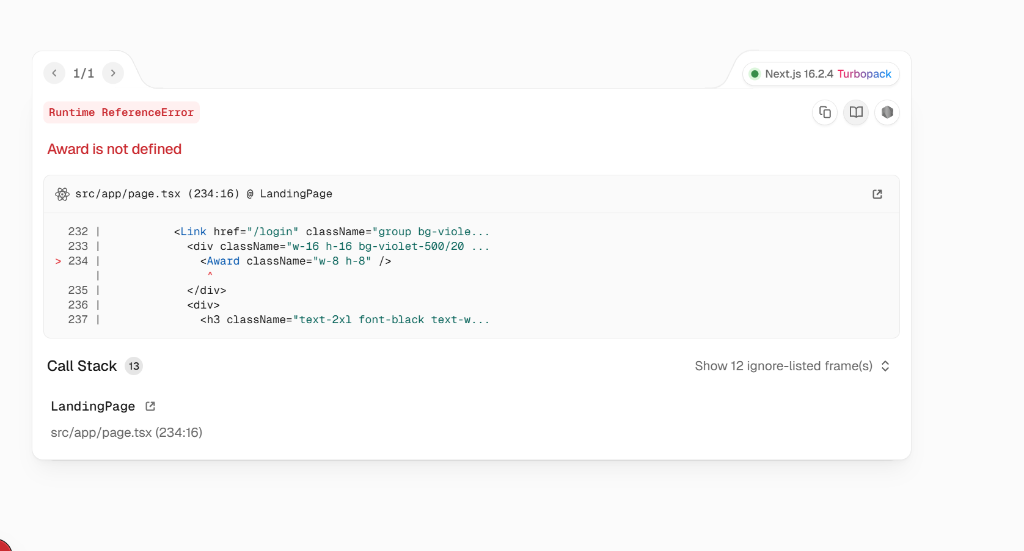 1/1
Next.js 16.2.4 Turbopack
Runtime ReferenceError
Award is not defined
src/app/page.tsx (234:16) @ LandingPage
232 | <Link href="/login" className="group bg-viole...
233 | <div className="w-16 h-16 bg-violet-500/20 ...
> 234 | <Award className="w-8 h-8" />
| ^
235 | </div>
236 | <div>
237 | <h3 className="text-2xl font-black text-w...
Call Stack 13
Show 12 ignore-listed frame(s)
LandingPage
src/app/page.tsx (234:16)